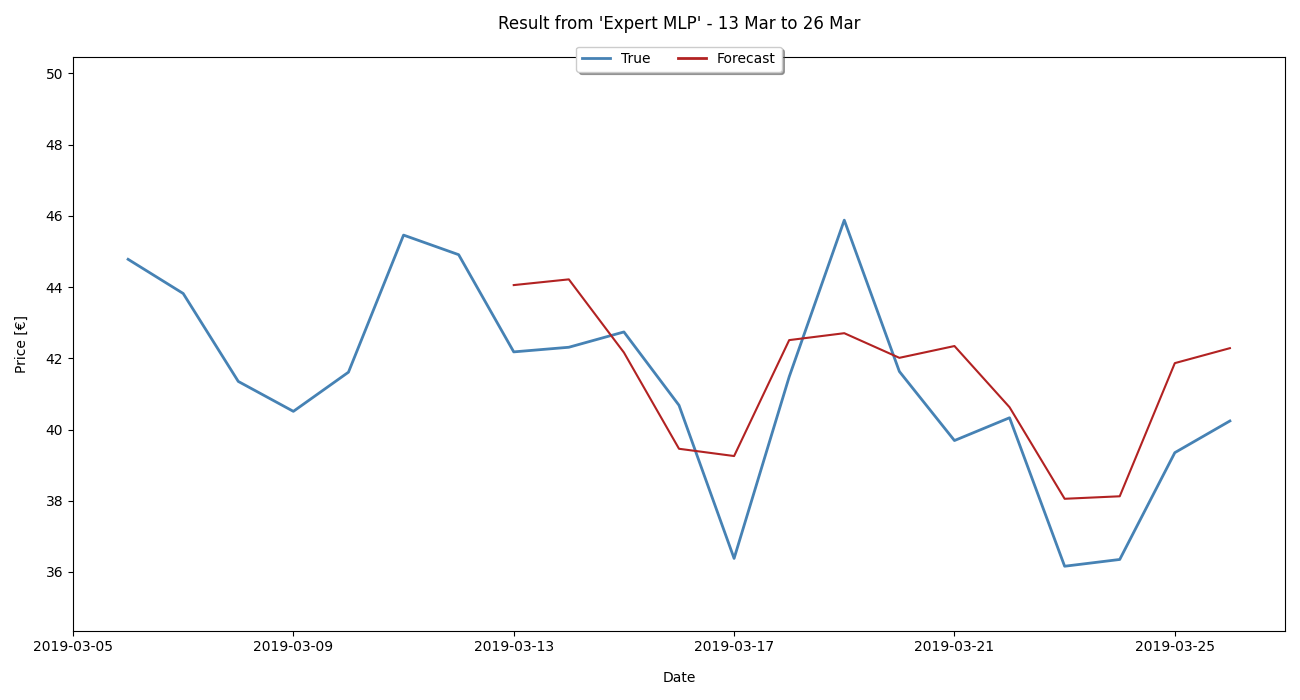 Result from 'Expert MLP' - 13 Mar to 26 Mar
True Forecast
50
48
46
44
42
40
38
36
Price [€]
2019-03-05 2019-03-09 2019-03-13 2019-03-17 2019-03-21 2019-03-25
Date